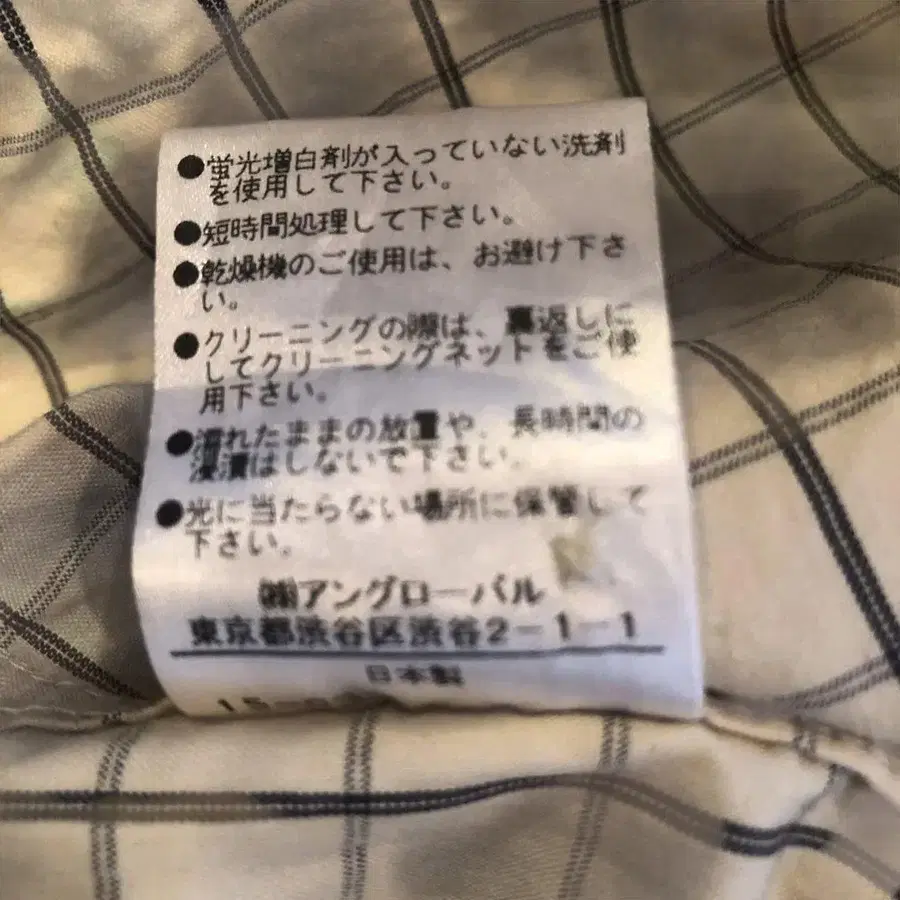 ●蛍光増白剤が入っていない洗剤
を使用して下さい。
●短時間処理して下さい。
●乾燥機のご使用は、お避け下さ
い。
●クリーニングの際は、裏返しに
してクリーニングネットをご使
用下さい。
●濡れたままの放置や、長時間の
浸漬はしないで下さい。
●光に当たらない場所に保管して
下さい。
㈱アングローバル
東京都渋谷区渋谷2-1-1
日本製